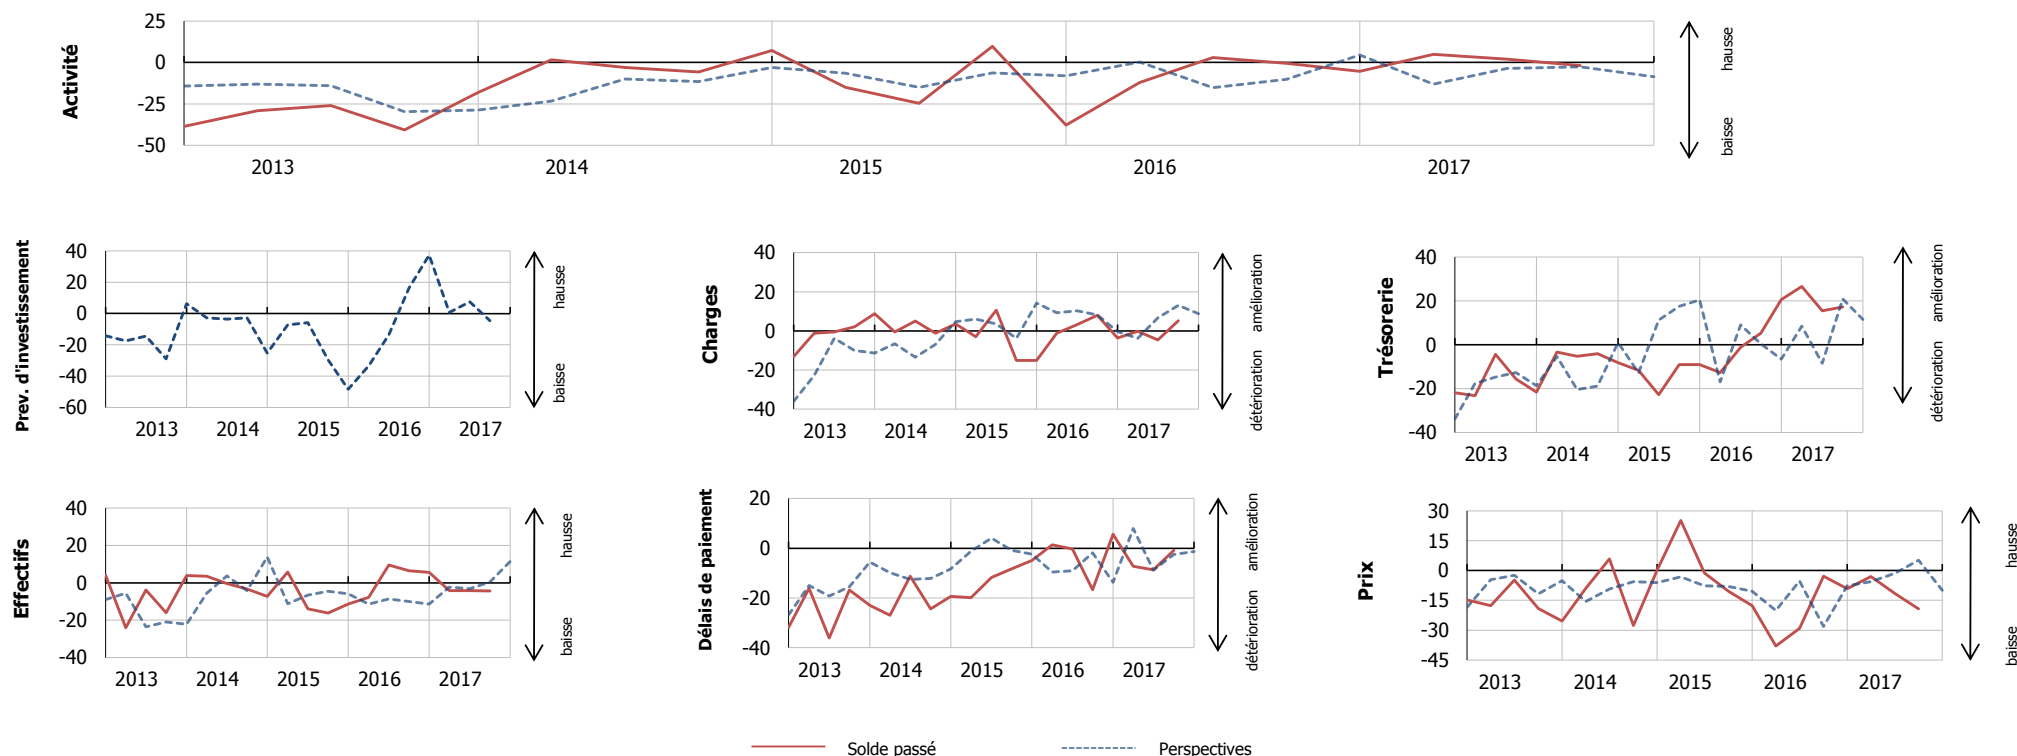 Activité
25
0
-25
-50
2013 2014 2015 2016 2017
hausse
baisse
Prev. d'investissement
40
20
0
-20
-40
-60
2013 2014 2015 2016 2017
hausse
baisse
Charges
40
20
0
-20
-40
2013 2014 2015 2016 2017
amélioration
détérioration
Trésorerie
40
20
0
-20
-40
2013 2014 2015 2016 2017
amélioration
détérioration
Effectifs
40
20
0
-20
-40
2013 2014 2015 2016 2017
hausse
baisse
Délais de paiement
20
0
-20
-40
2013 2014 2015 2016 2017
amélioration
détérioration
Prix
30
15
0
-15
-30
-45
2013 2014 2015 2016 2017
hausse
baisse
Solde passé Perspectives